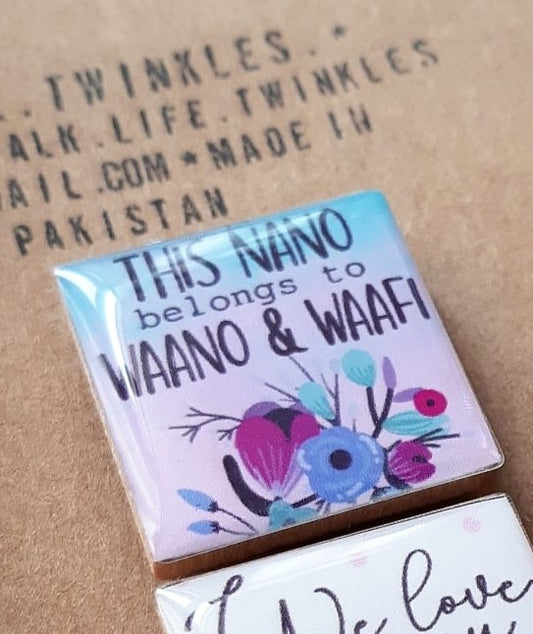 ..TWINKLES.*
ALK.LIFE.TWINKLES
AIL.COM*MADE IN
PAKISTAN
THIS NANO
belongs to
WAANO & WAAFI
We love